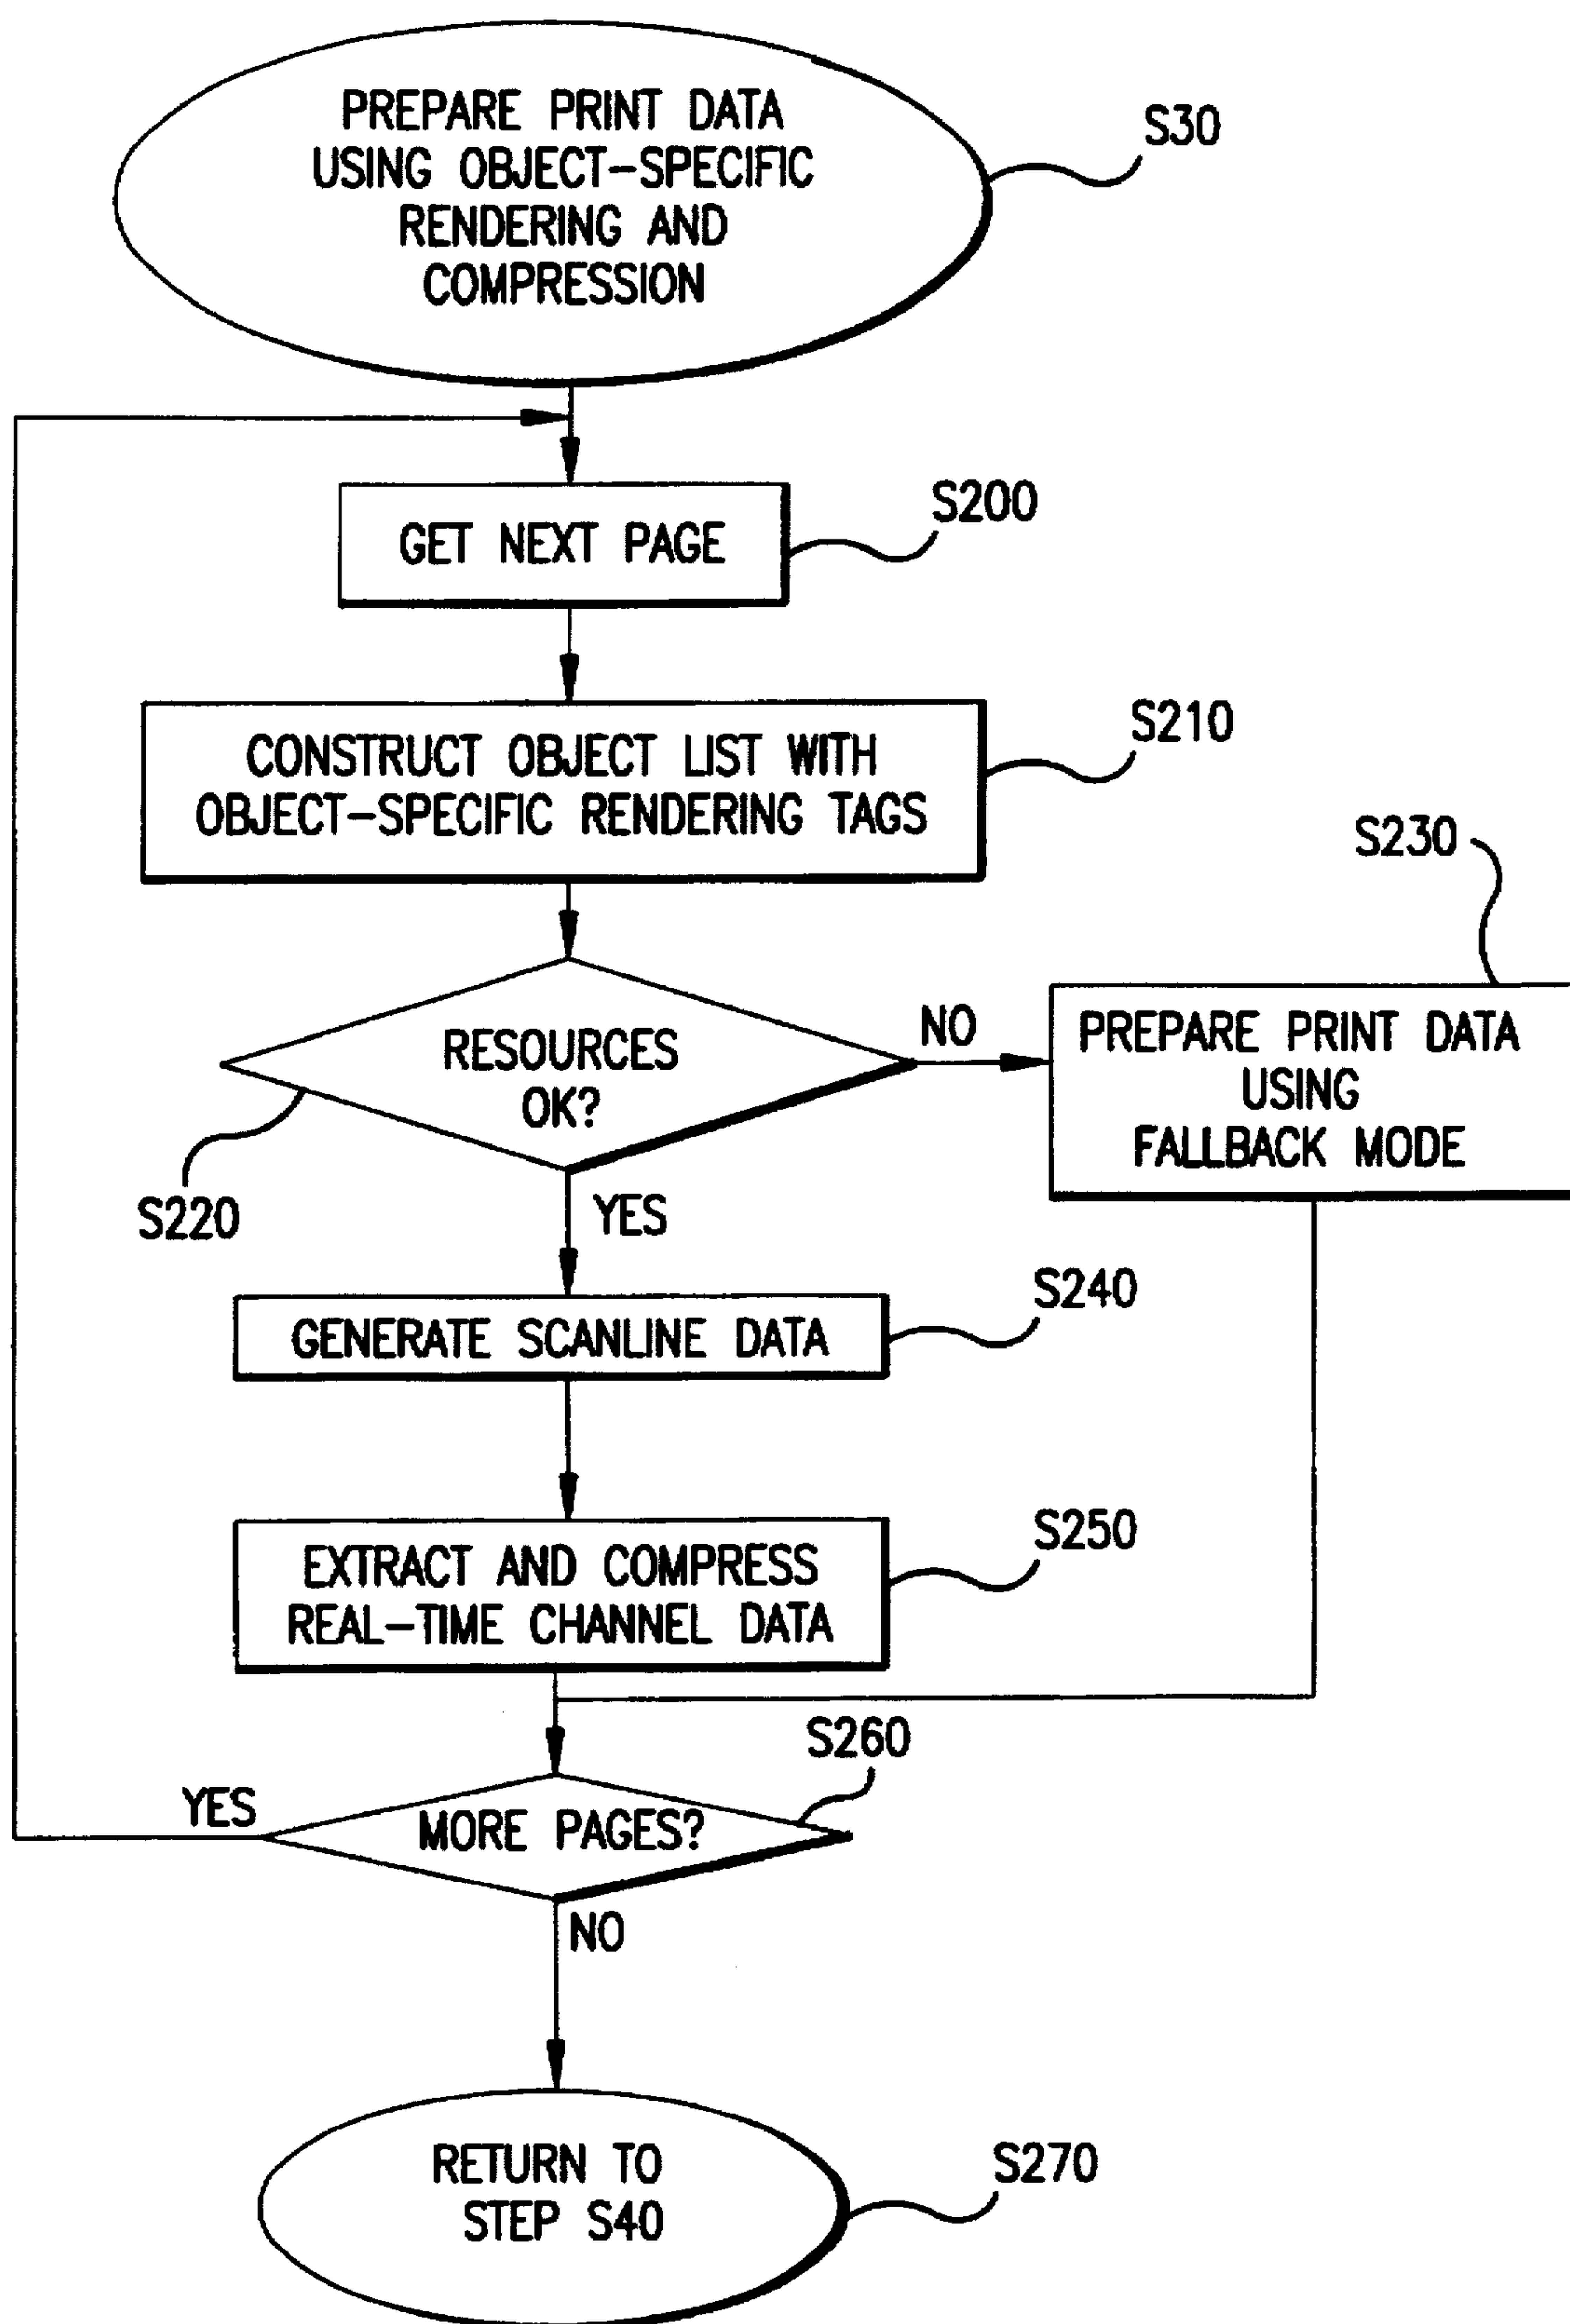 PREPARE PRINT DATA
USING OBJECT-SPECIFIC
RENDERING AND
COMPRESSION
S30
GET NEXT PAGE
S200
CONSTRUCT OBJECT LIST WITH
OBJECT-SPECIFIC RENDERING TAGS
S210
RESOURCES
OK?
S220
NO
PREPARE PRINT DATA
USING
FALLBACK MODE
S230
YES
GENERATE SCANLINE DATA
S240
EXTRACT AND COMPRESS
REAL-TIME CHANNEL DATA
S250
MORE PAGES?
S260
YES
NO
RETURN TO
STEP S40
S270